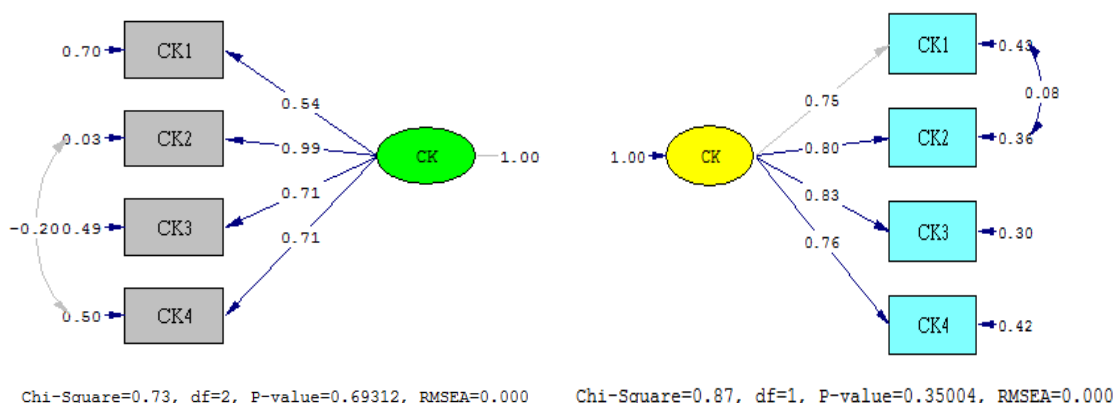 0.70 CK1
0.54
0.03 CK2
0.99
CK 1.00
0.71
-0.20 0.49 CK3
0.71
0.50 CK4
Chi-Square=0.73, df=2, P-value=0.69312, RMSEA=0.000
CK1 0.43
0.75
0.08
CK2 0.36
0.80
1.00 CK
0.83
CK3 0.30
0.76
CK4 0.42
Chi-Square=0.87, df=1, P-value=0.35004, RMSEA=0.000